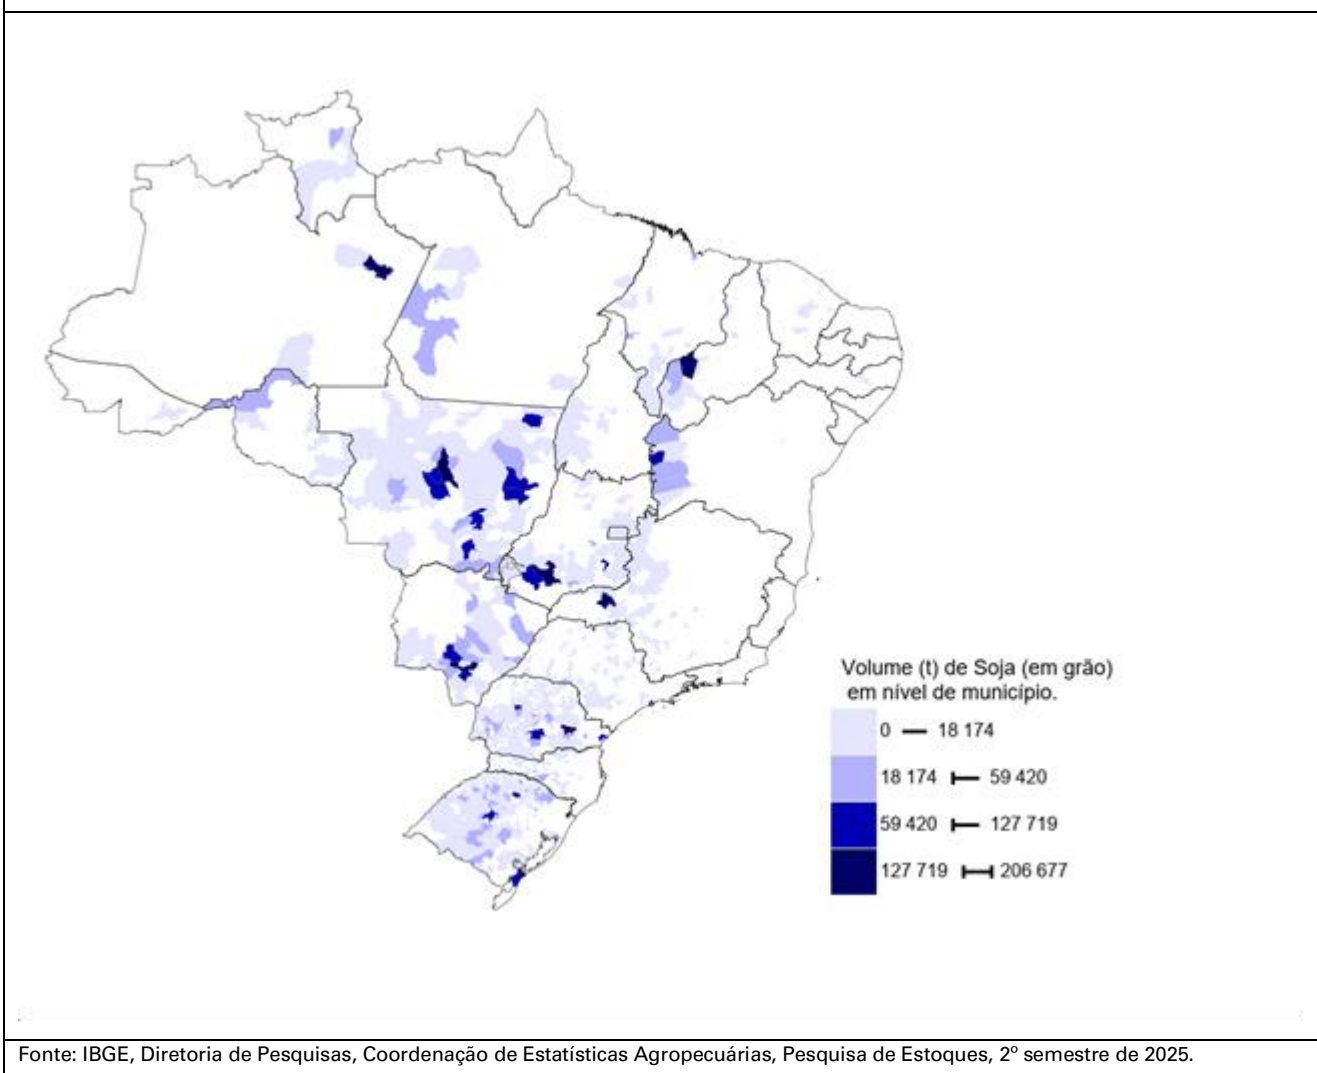 Volume (t) de Soja (em grão)
em nível de município.
0 — 18 174
18 174 ⊢ 59 420
59 420 ⊢ 127 719
127 719 ⊢⊣ 206 677
Fonte: IBGE, Diretoria de Pesquisas, Coordenação de Estatísticas Agropecuárias, Pesquisa de Estoques, 2º semestre de 2025.